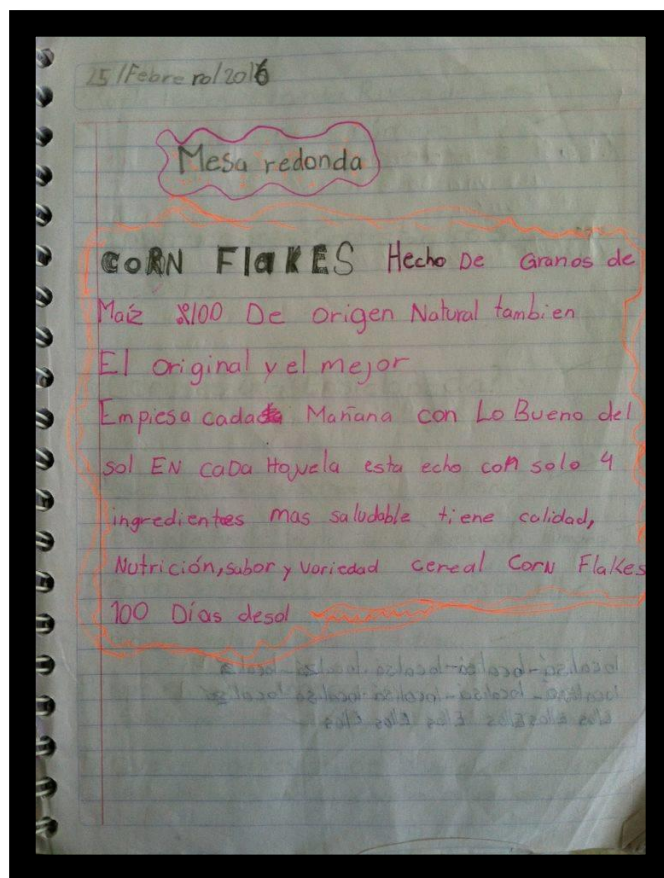 25/Febrero/2016
Mesa redonda
CORN FlaKES Hecho De Granos de
Maíz %100 De Origen Natural tambien
El original y el mejor
Empiesa cada Mañana con Lo Bueno del
sol EN caDa Hojuela esta echo con solo 4
ingredientes mas saludable tiene calidad,
Nutrición, sabor y variedad cereal Corn Flakes
100 Días desol